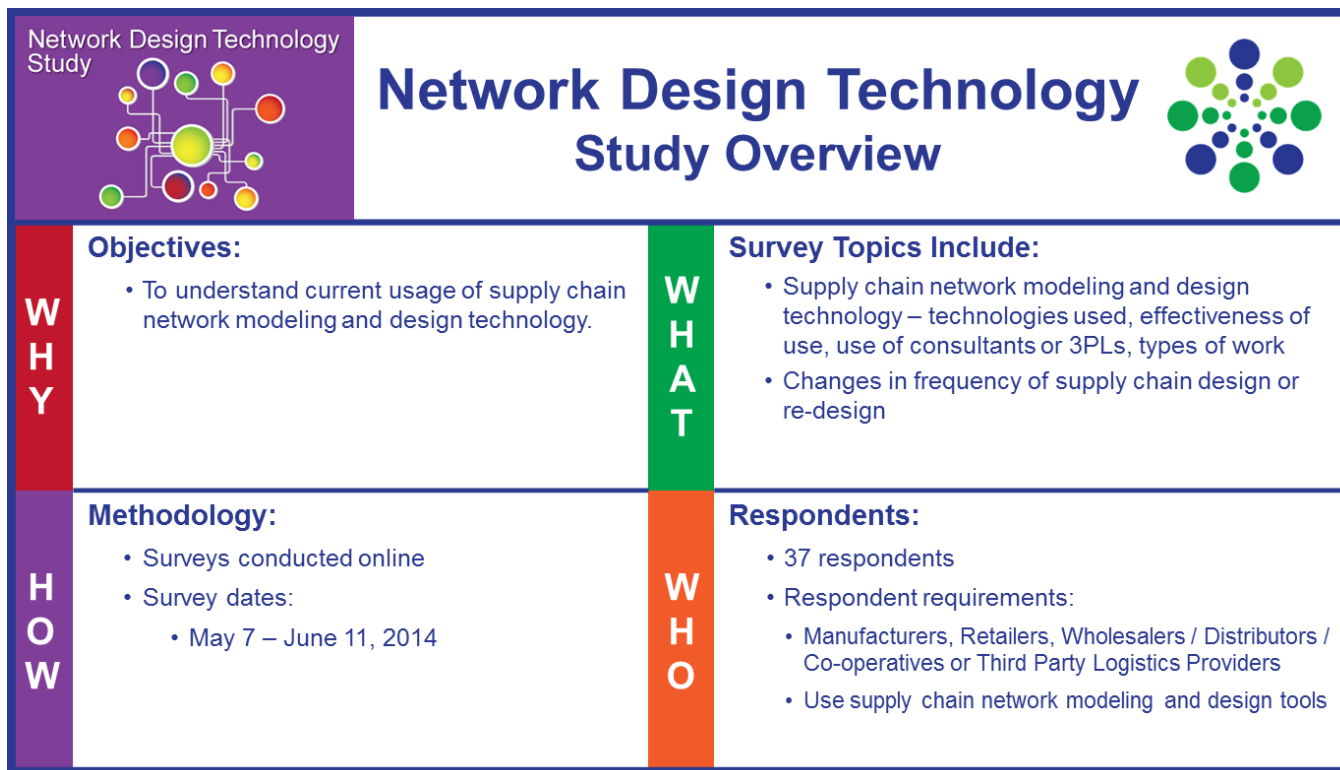 Network Design Technology
Study
Network Design Technology
Study Overview
WHY
Objectives:
• To understand current usage of supply chain
network modeling and design technology.
WHAT
Survey Topics Include:
• Supply chain network modeling and design
technology – technologies used, effectiveness of
use, use of consultants or 3PLs, types of work
• Changes in frequency of supply chain design or
re-design
HOW
Methodology:
• Surveys conducted online
• Survey dates:
• May 7 – June 11, 2014
WHO
Respondents:
• 37 respondents
• Respondent requirements:
• Manufacturers, Retailers, Wholesalers / Distributors /
Co-operatives or Third Party Logistics Providers
• Use supply chain network modeling and design tools